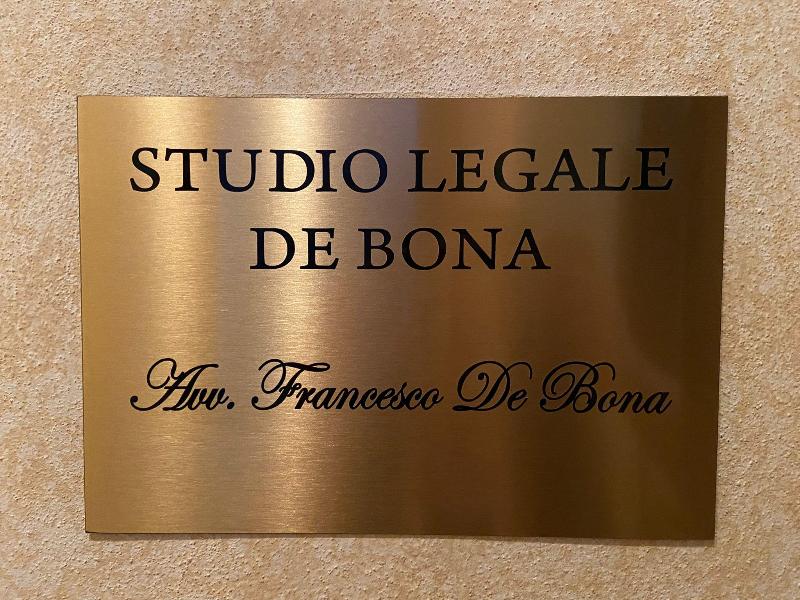 STUDIO LEGALE
DE BONA
Avv. Francesco De Bona